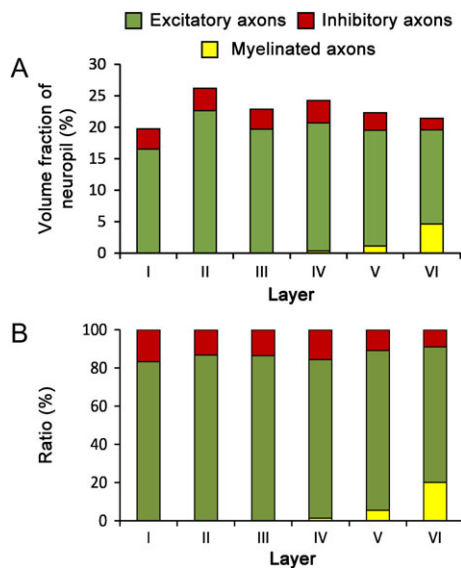 Excitatory axons Inhibitory axons
Myelinated axons
A
Volume fraction of
neuropil (%)
30
25
20
15
10
5
0
I II III IV V VI
Layer
B
Ratio (%)
100
80
60
40
20
0
I II III IV V VI
Layer